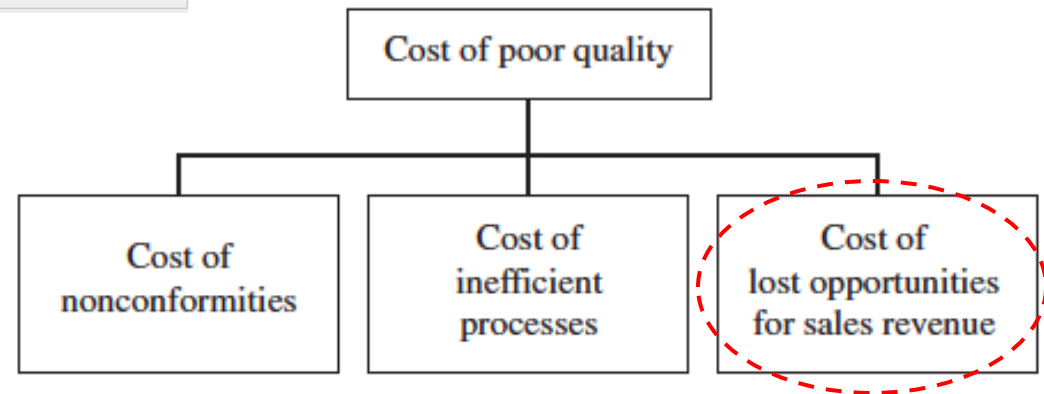 Cost of poor quality
Cost of
nonconformities
Cost of
inefficient
processes
Cost of
lost opportunities
for sales revenue